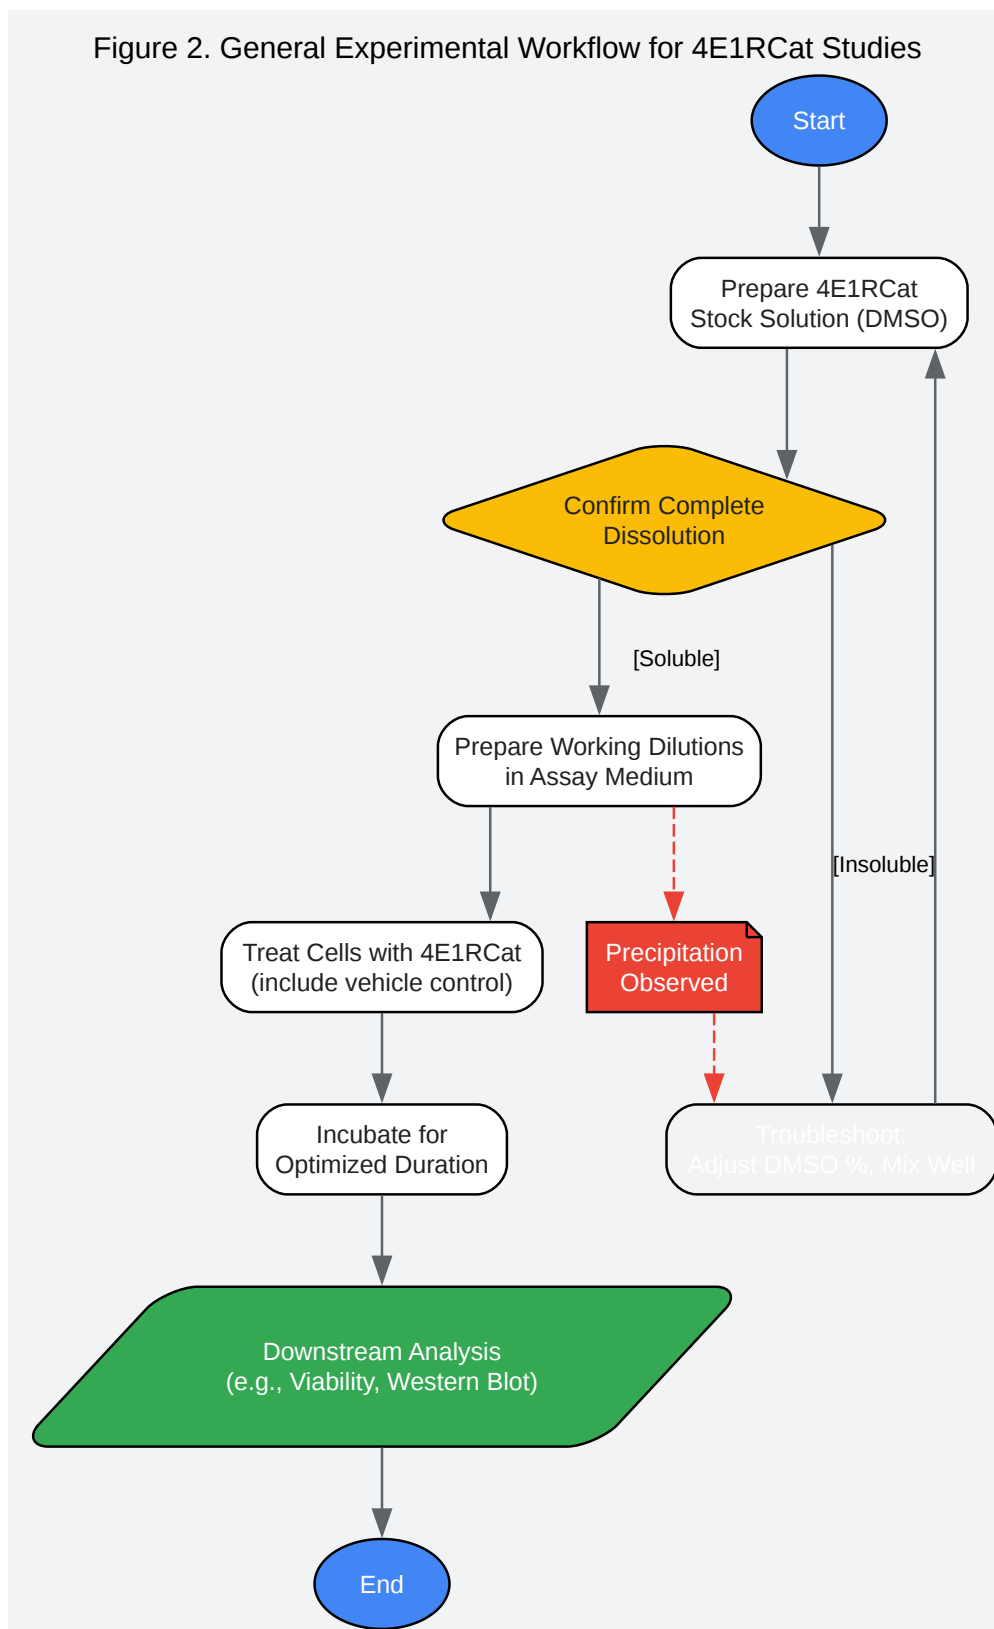 Figure 2. General Experimental Workflow for 4E1RCat Studies
Start
Prepare 4E1RCat
Stock Solution (DMSO)
Confirm Complete
Dissolution
[Soluble]
Prepare Working Dilutions
in Assay Medium
[Insoluble]
Treat Cells with 4E1RCat
(include vehicle control)
Precipitation
Observed
Incubate for
Optimized Duration
Troubleshoot:
Adjust DMSO %, Mix Well
Downstream Analysis
(e.g., Viability, Western Blot)
End